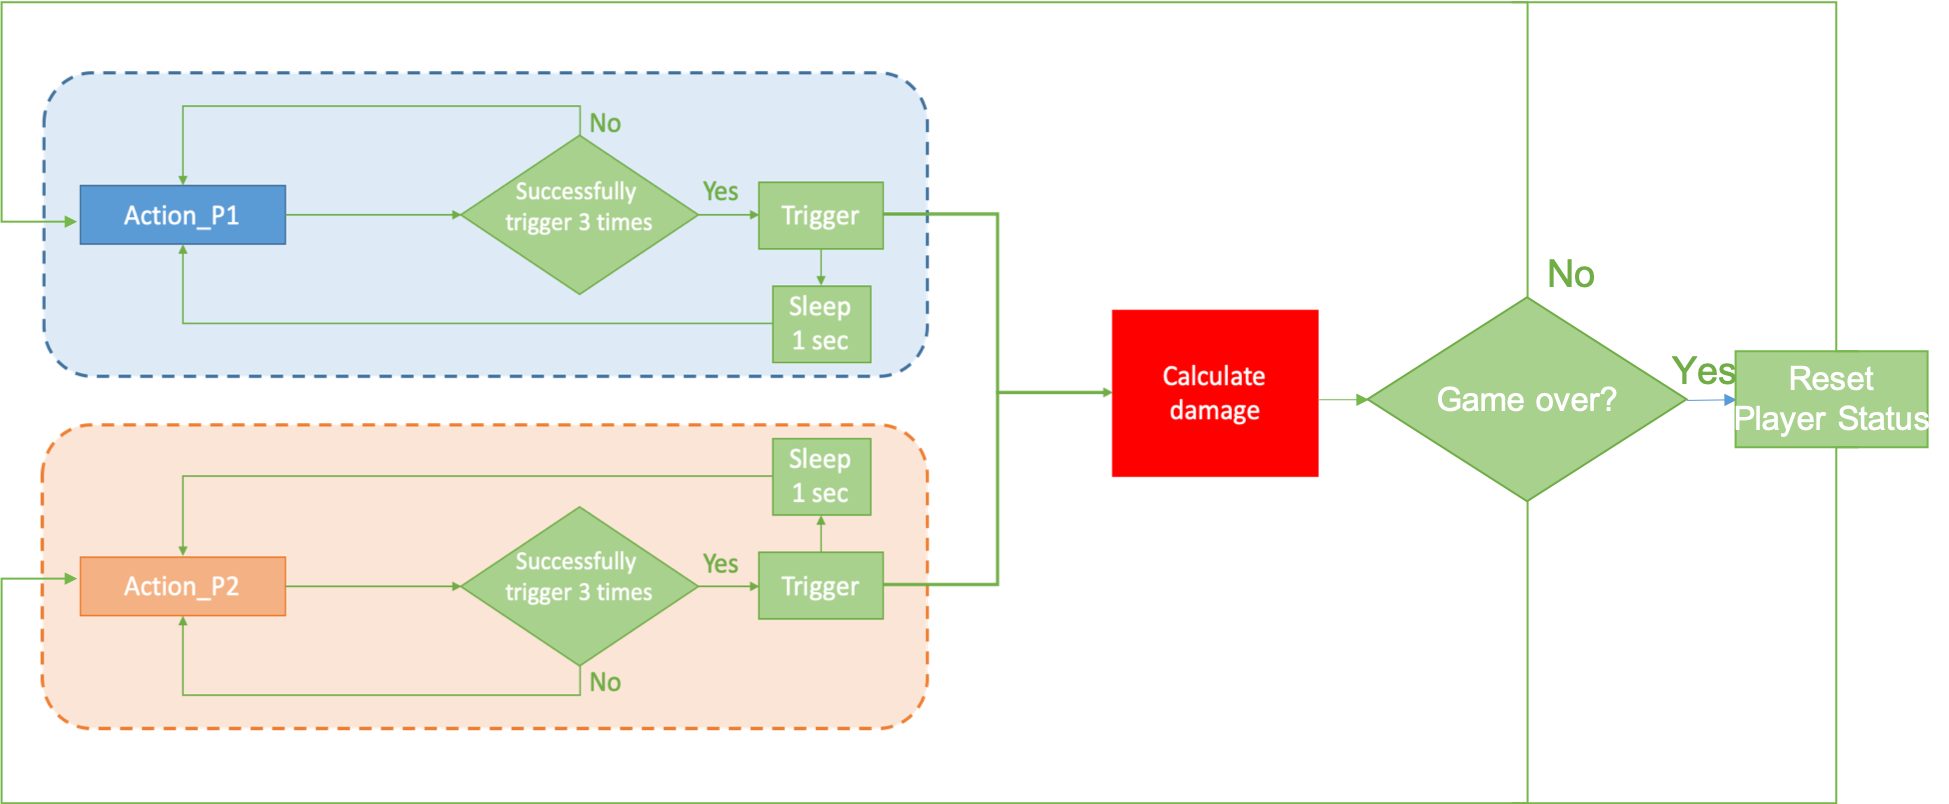 No
Successfully
trigger 3 times
Yes
Action_P1
Trigger
Sleep
1 sec
No
Calculate
damage
Game over?
Yes
Reset
Player Status
Sleep
1 sec
Successfully
trigger 3 times
Yes
Action_P2
Trigger
No